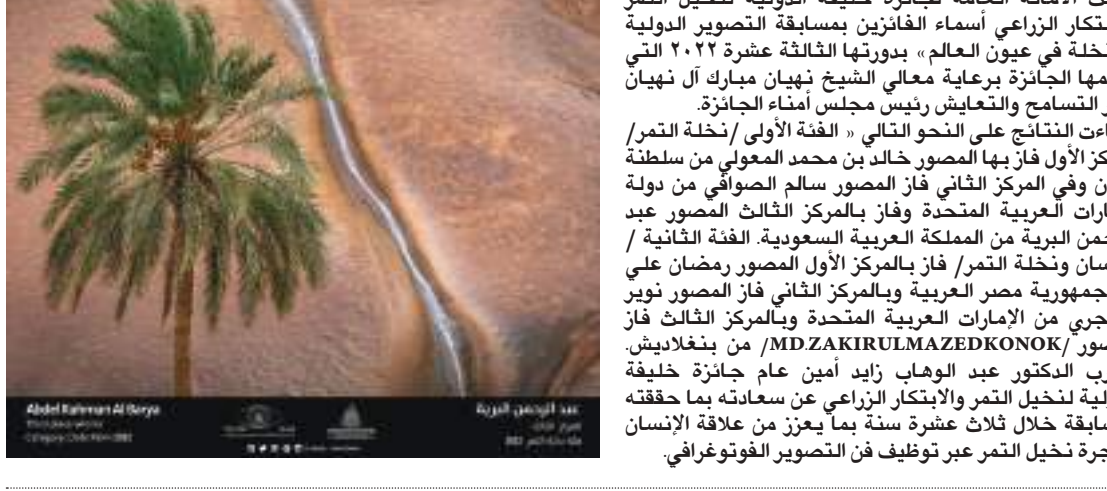 الأمانة العامة لجائزة خليفة الدولية لنخيل التمر
تكار الزراعي أسماء الفائزين بمسابقة التصوير الدولية
نخلة في عيون العالم» بدورتها الثالثة عشرة ٢٠٢٢ التي
مها الجائزة برعاية معالي الشيخ نهيان مبارك آل نهيان
ر التسامح والتعايش رئيس مجلس أمناء الجائزة.
اءت النتائج على النحو التالي « الفئة الأولى /نخلة التمر/
كز الأول فاز بها المصور خالد بن محمد المعولي من سلطنة
ن وفي المركز الثاني فاز المصور سالم الصوافي من دولة
ارات العربية المتحدة وفاز بالمركز الثالث المصور عبد
حمن البرية من المملكة العربية السعودية. الفئة الثانية /
سان ونخلة التمر/ فاز بالمركز الأول المصور رمضان علي
جمهورية مصر العربية وبالمركز الثاني فاز المصور نوير
جري من الإمارات العربية المتحدة وبالمركز الثالث فاز
صور /MD.ZAKIRULMAZEDKONOK/ من بنغلاديش.
رب الدكتور عبد الوهاب زايد أمين عام جائزة خليفة
لية لنخيل التمر والابتكار الزراعي عن سعادته بما حققته
سابقة خلال ثلاث عشرة سنة بما يعزز من علاقة الإنسان
جرة نخيل التمر عبر توظيف فن التصوير الفوتوغرافي.
Abdel Rahman Al Barya
عبد الرحمن البرية